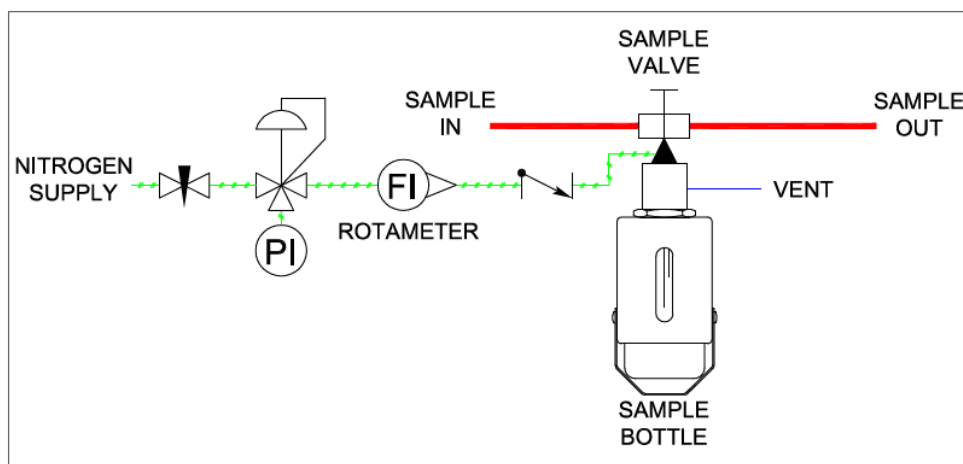 SAMPLE
VALVE
SAMPLE
IN
SAMPLE
OUT
NITROGEN
SUPPLY
FI
ROTAMETER
PI
VENT
SAMPLE
BOTTLE